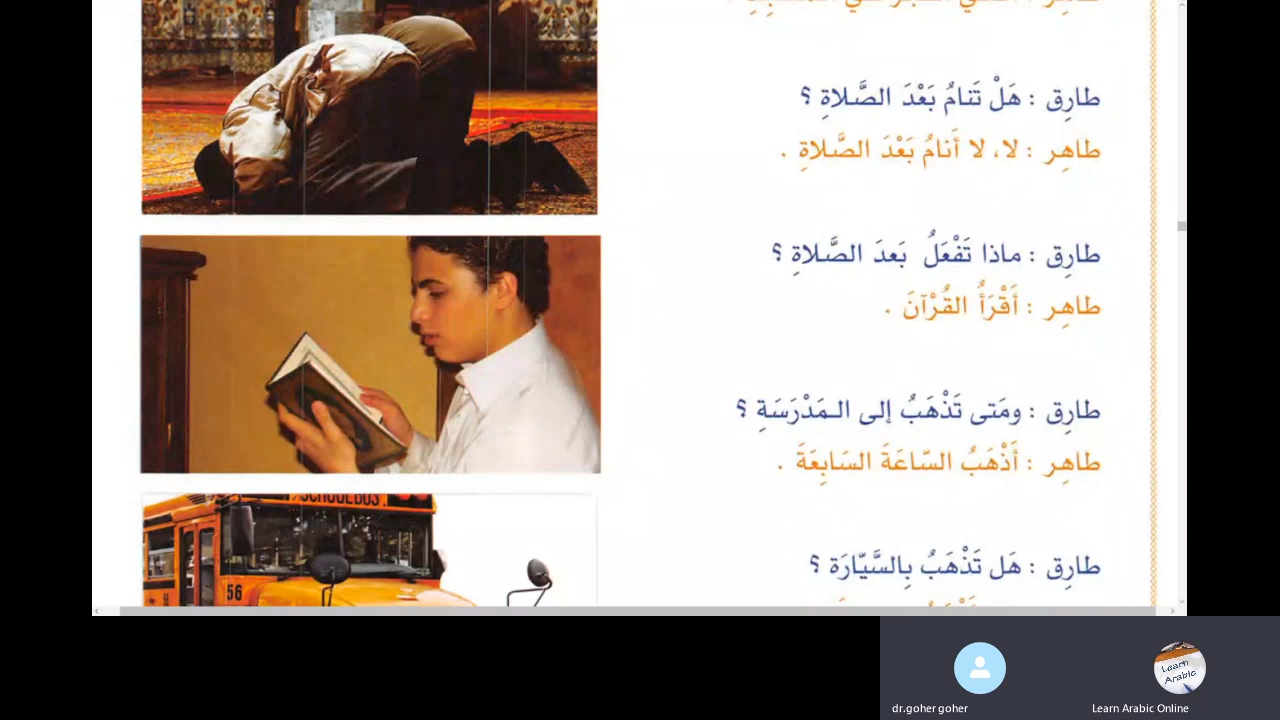 طاهِر :
طارِق : هَلْ تَنامُ بَعْدَ الصَّلاةِ ؟
طاهِر : لا، لا أَنامُ بَعْدَ الصَّلاةِ .
طارِق : ماذا تَفْعَلُ بَعدَ الصَّلاةِ ؟
طاهِر : أَقْرَأُ القُرْآنَ .
طارِق : ومَتى تَذْهَبُ إلى الـمَدْرَسَةِ ؟
طاهِر : أَذْهَبُ السّاعَةَ السَابِعَةَ .
طارِق : هَل تَذْهَبُ بِالسَّيّارَة ؟
SCHOOL BUS
56
dr.goher goher
Learn Arabic
Learn Arabic Online